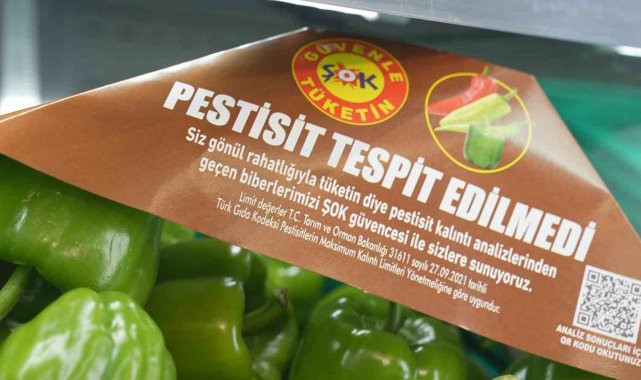 GÜVENLE
ŞOK
TÜKETİN
PESTİSİT TESPİT EDİLMEDİ
Siz gönül rahatlığıyla tüketin diye pestisit kalıntı analizlerinden
geçen biberlerimizi ŞOK güvencesi ile sizlere sunuyoruz.
Limit değerler T.C. Tarım ve Orman Bakanlığı 31611 sayılı 27.09.2021 tarihli
Türk Gıda Kodeksi Pestisitlerin Maksimum Kalıntı Limitleri Yönetmeliğine göre uygundur.
ANALİZ SONUÇLARI İÇ
QR KODU OKUTUNUZ